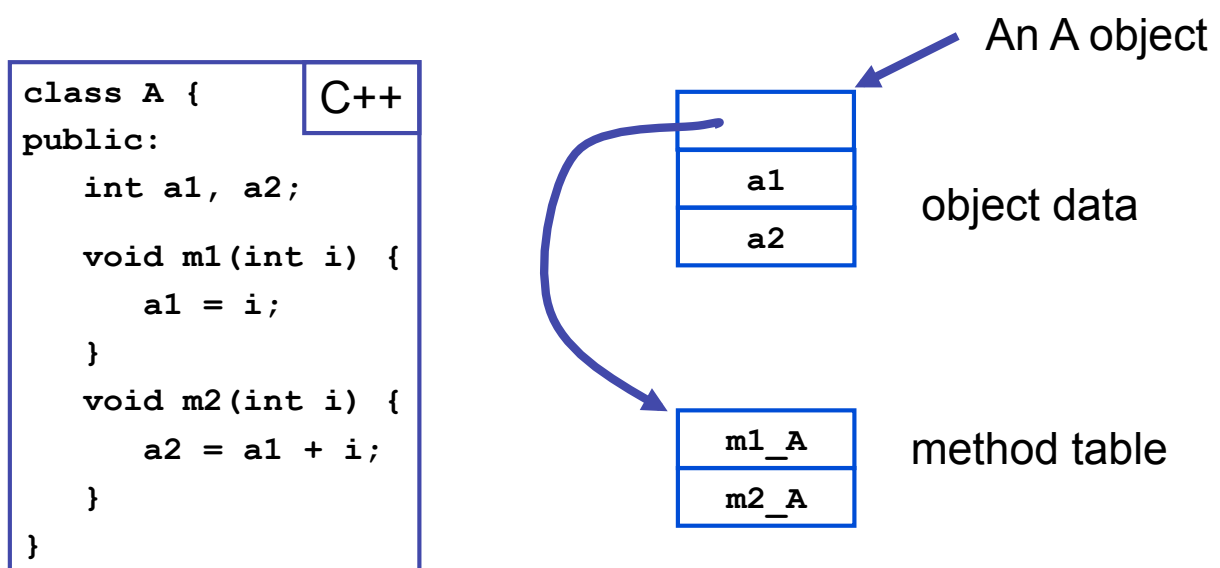 class A {
C++
public:
int a1, a2;
void m1(int i) {
a1 = i;
}
void m2(int i) {
a2 = a1 + i;
}
}
An A object
a1
a2
object data
m1_A
m2_A
method table